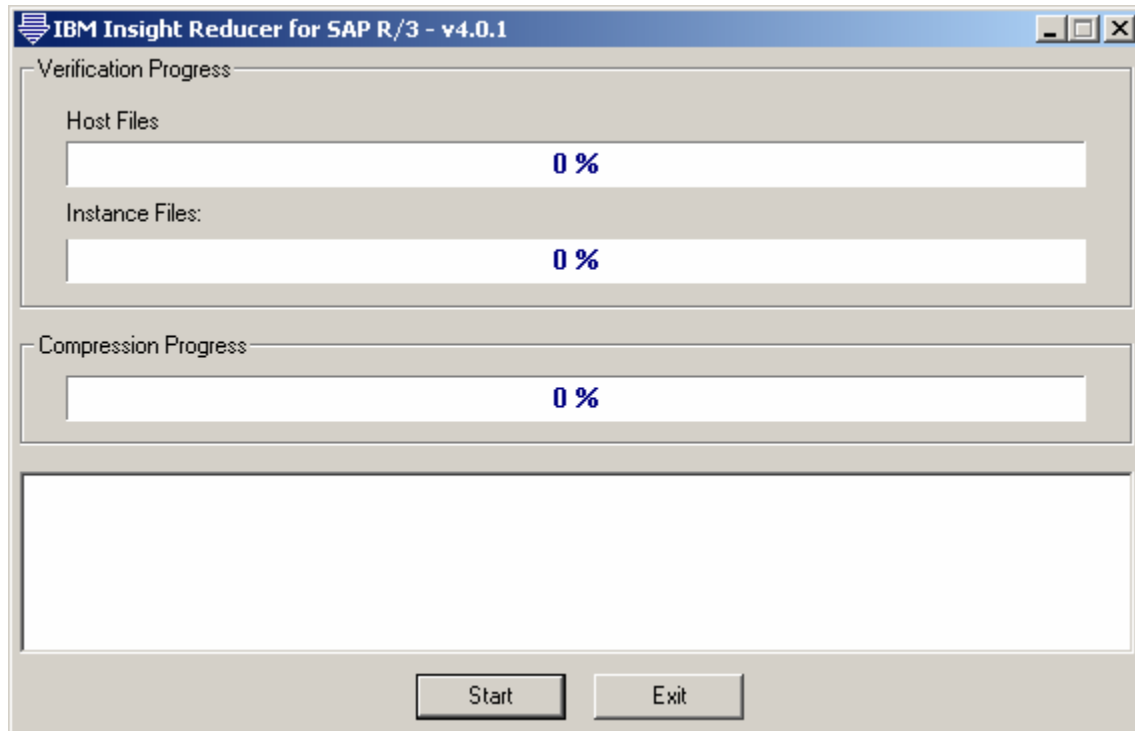 IBM Insight Reducer for SAP R/3 - v4.0.1
Verification Progress
Host Files
0 %
Instance Files:
0 %
Compression Progress
0 %
Start
Exit